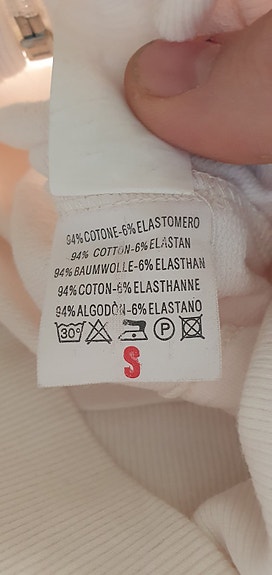 94% COTONE-6% ELASTOMERO
94% COTTON-6% ELASTAN
94% BAUMWOLLE-6% ELASTHAN
94% COTON-6% ELASTHANNE
94% ALGODÒN-6% ELASTANO
30° P
S